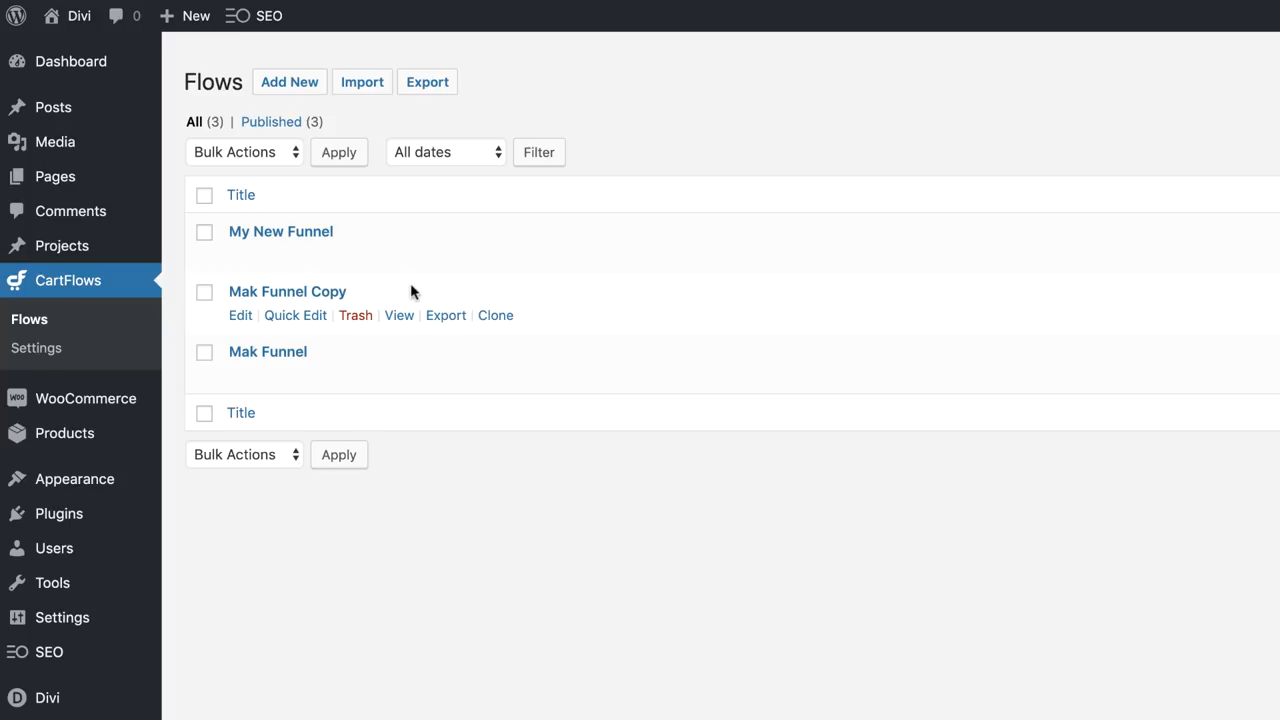 Divi 0 New SEO
Dashboard
Posts
Media
Pages
Comments
Projects
CartFlows
Flows
Settings
WooCommerce
Products
Appearance
Plugins
Users
Tools
Settings
SEO
Divi
Flows Add New Import Export
All (3) | Published (3)
Bulk Actions Apply All dates Filter
Title
My New Funnel
Mak Funnel Copy
Edit | Quick Edit | Trash | View | Export | Clone
Mak Funnel
Title
Bulk Actions Apply